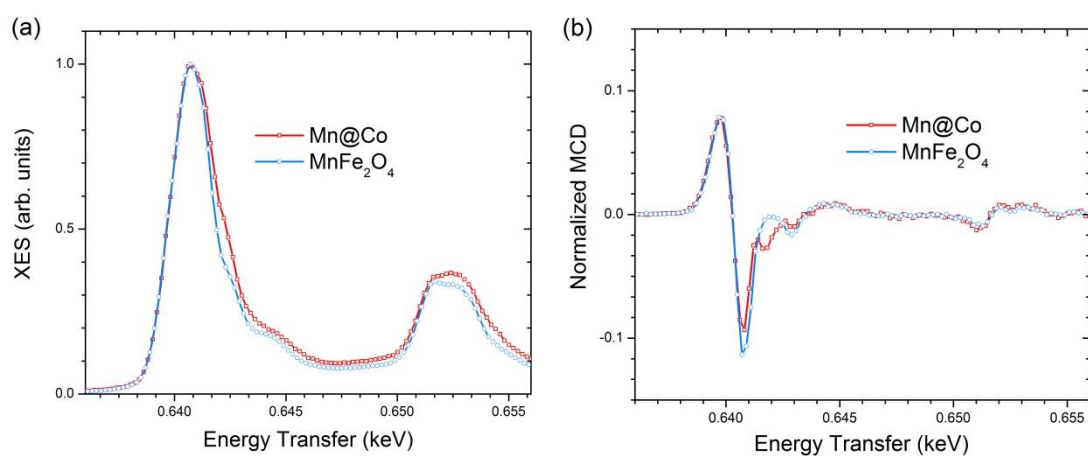 (a)
XES (arb. units)
1.0
0.5
0.0
Mn@Co
MnFe₂O₄
0.640
0.645
0.650
0.655
Energy Transfer (keV)
(b)
Normalized MCD
0.1
0.0
-0.1
Mn@Co
MnFe₂O₄
0.640
0.645
0.650
0.655
Energy Transfer (keV)